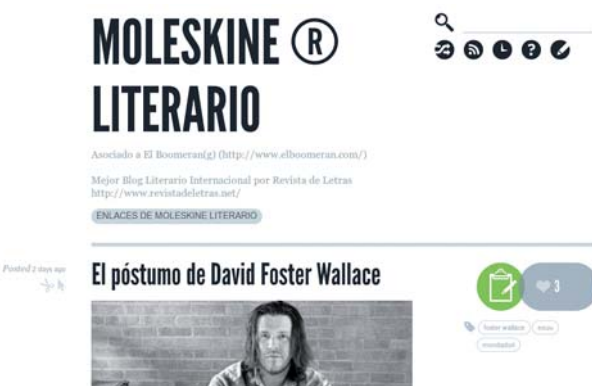 MOLESKINE ®
LITERARIO
Asociado a El Boomeran(g) (http://www.elboomeran.com/)
Mejor Blog Literario Internacional por Revista de Letras
http://www.revistadeletras.net/
ENLACES DE MOLESKINE LITERARIO
Posted 2 days ago
El póstumo de David Foster Wallace
3
foster wallace
mondadori